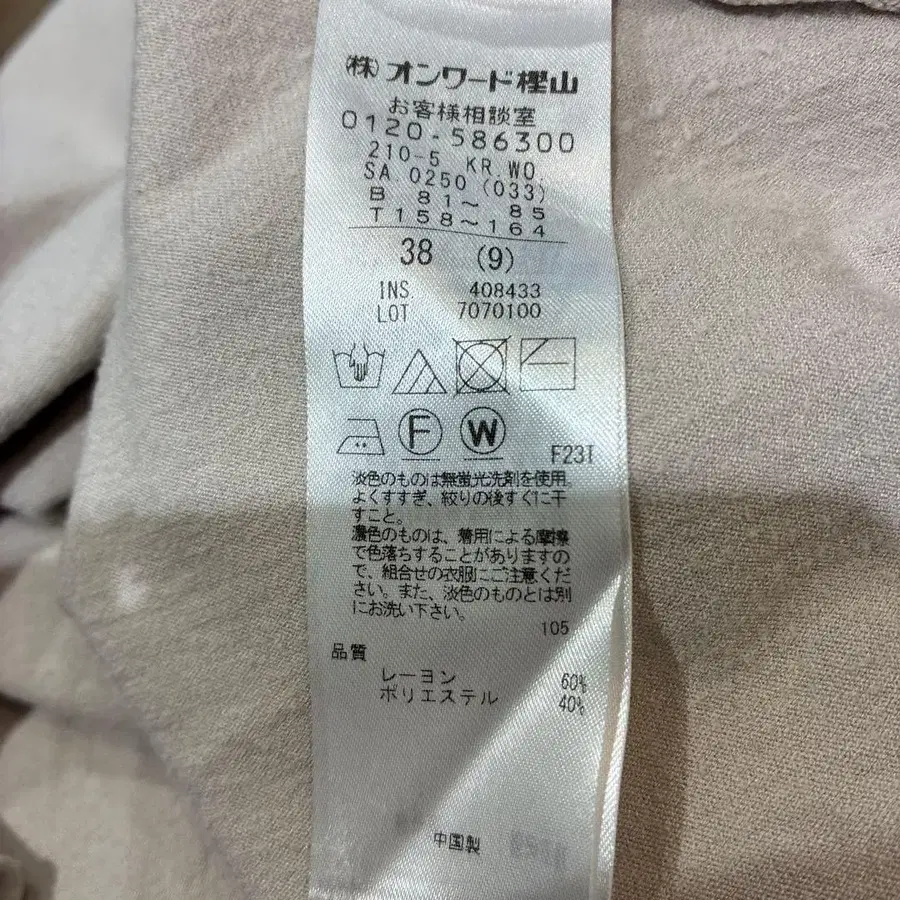 (株)オンワード樫山
お客様相談室
0120-586300
210-5 KR.WO
SA.0250(033)
B 81〜 85
T158〜164
38 (9)
INS 408433
LOT 7070100
F W F23I
淡色のものは無蛍光洗剤を使用、
よくすすぎ、絞りの後すぐに干
すこと。
濃色のものは、着用による摩擦
で色落ちすることがありますの
で、組合せの衣服にご注意くだ
さい。また、淡色のものとは別
にお洗い下さい。
105
品質
レーヨン 60%
ポリエステル 40%
中国製